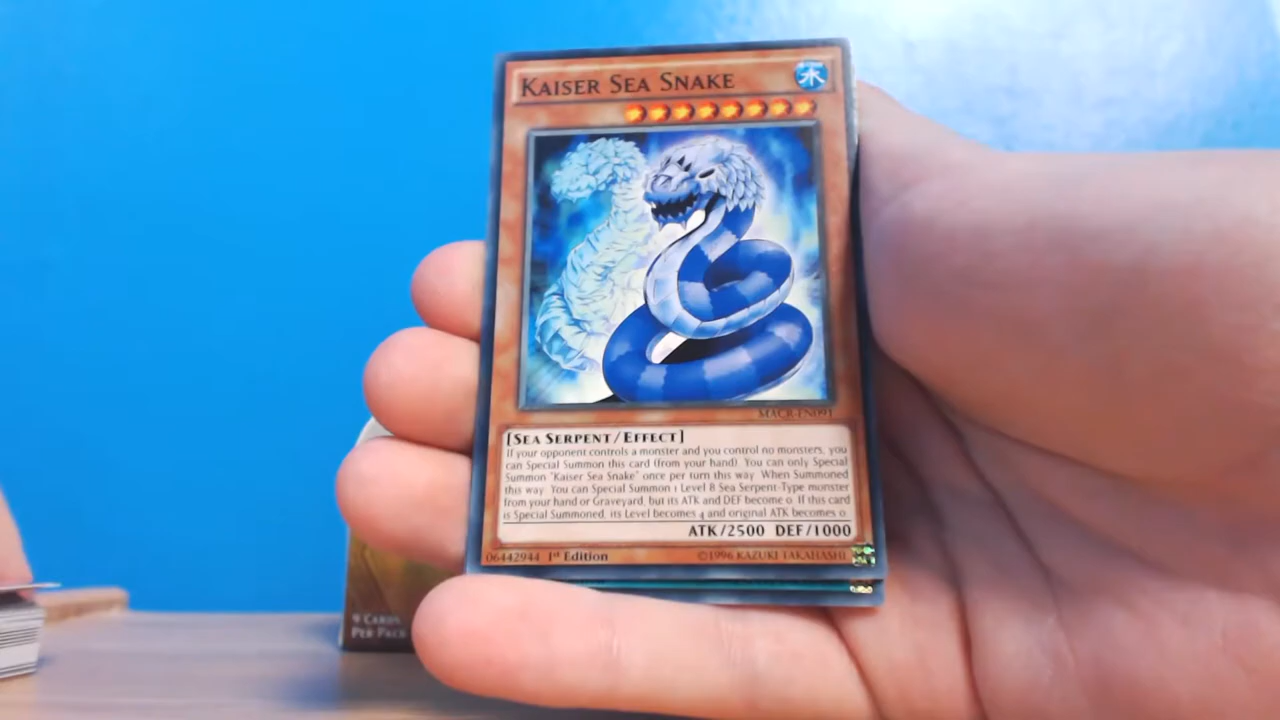 KAISER SEA SNAKE
水
MACR-EN091
[SEA SERPENT/EFFECT]
If your opponent controls a monster and you control no monsters, you
can Special Summon this card (from your hand). You can only Special
Summon "Kaiser Sea Snake" once per turn this way. When Summoned
this way: You can Special Summon 1 Level 8 Sea Serpent-Type monster
from your hand or Graveyard, but its ATK and DEF become 0. If this card
is Special Summoned, its Level becomes 4 and original ATK becomes 0.
ATK/2500 DEF/1000
06442944 1st Edition ©1996 KAZUKI TAKAHASHI
9 CARDS
PER PACK